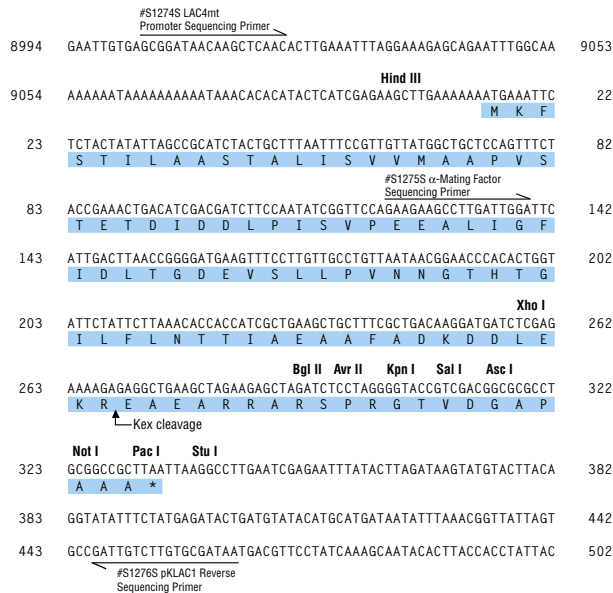 #S1274S LAC4mt
Promoter Sequencing Primer
8994 GAATTGTGAGCGGATAACAAGCTCAACACTTGAAATTTAGGAAAGAGCAGAATTTGGCAA 9053
Hind III
9054 AAAAAATAAAAAAAAAATAAACACACATACTCATCGAGAAGCTTGAAAAAAATGAAATTC 22
M K F
23 TCTACTATATTAGCCGCATCTACTGCTTTAATTTCCGTTGTTATGGCTGCTCCAGTTTCT 82
S T I L A A S T A L I S V V M A A P V S
#S1275S α-Mating Factor
Sequencing Primer
83 ACCGAAACTGACATCGACGATCTTCCAATATCGGTTCCAGAAGAAGCCTTGATTGGATTC 142
T E T D I D D L P I S V P E E A L I G F
143 ATTGACTTAACCGGGGATGAAGTTTCCTTGTTGCCTGTTAATAACGGAACCCACACTGGT 202
I D L T G D E V S L L P V N N G T H T G
Xho I
203 ATTCTATTCTTAAACACCACCATCGCTGAAGCTGCTTTCGCTGACAAGGATGATCTCGAG 262
I L F L N T T I A E A A F A D K D D L E
Bgl II Avr II Kpn I Sal I Asc I
263 AAAAGAGAGGCTGAAGCTAGAAGAGCTAGATCTCCTAGGGGTACCGTCGACGGCGCGCCT 322
K R E A E A R R A R S P R G T V D G A P
Kex cleavage
Not I Pac I Stu I
323 GCGGCCGCTTAATTAAGGCCTTGAATCGAGAATTTATACTTAGATAAGTATGTACTTACA 382
A A A *
383 GGTATATTTCTATGAGATACTGATGTATACATGCATGATAATATTTAAACGGTTATTAGT 442
443 GCCGATTGTCTTGTGCGATAATGACGTTCCTATCAAAGCAATACACTTACCACCTATTAC 502
#S1276S pKLAC1 Reverse
Sequencing Primer